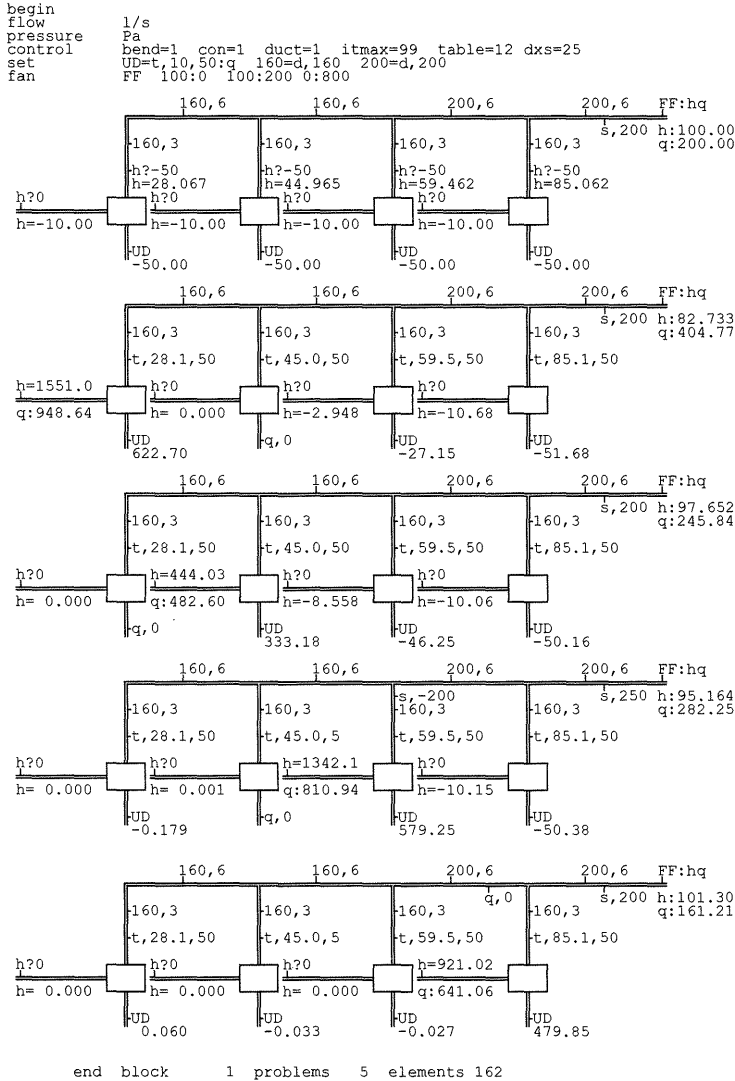 begin
flow 1/s
pressure Pa
control bend=1 con=1 duct=1 itmax=99 table=12 dxs=25
set UD=t,10,50:q 160=d,160 200=d,200
fan FF 100:0 100:200 0:800
160,6 160,6 200,6 200,6 FF:hq
s,200 h:100.00
160,3 160,3 160,3 160,3 q:200.00
h?-50 h?-50 h?-50 h?-50
h=28.067 h=44.965 h=59.462 h=85.062
h?0 h?0 h?0 h?0
h=-10.00 h=-10.00 h=-10.00 h=-10.00
UD UD UD UD
-50.00 -50.00 -50.00 -50.00
160,6 160,6 200,6 200,6 FF:hq
s,200 h:82.733
160,3 160,3 160,3 160,3 q:404.77
t,28.1,50 t,45.0,50 t,59.5,50 t,85.1,50
h=1551.0 h?0 h?0 h?0
q:948.64 h= 0.000 h=-2.948 h=-10.68
UD q,0 UD UD
622.70 -27.15 -51.68
160,6 160,6 200,6 200,6 FF:hq
s,200 h:97.652
160,3 160,3 160,3 160,3 q:245.84
t,28.1,50 t,45.0,50 t,59.5,50 t,85.1,50
h?0 h=444.03 h?0 h?0
h= 0.000 q:482.60 h=-8.558 h=-10.06
q,0 UD UD UD
333.18 -46.25 -50.16
160,6 160,6 200,6 200,6 FF:hq
s,-200 s,250 h:95.164
160,3 160,3 160,3 160,3 q:282.25
t,28.1,50 t,45.0,5 t,59.5,50 t,85.1,50
h?0 h?0 h=1342.1 h?0
h= 0.000 h= 0.001 q:810.94 h=-10.15
UD q,0 UD UD
-0.179 579.25 -50.38
160,6 160,6 200,6 200,6 FF:hq
q,0 s,200 h:101.30
160,3 160,3 160,3 160,3 q:161.21
t,28.1,50 t,45.0,5 t,59.5,50 t,85.1,50
h?0 h?0 h?0 h=921.02
h= 0.000 h= 0.000 h= 0.000 q:641.06
UD UD UD UD
0.060 -0.033 -0.027 479.85
end block 1 problems 5 elements 162